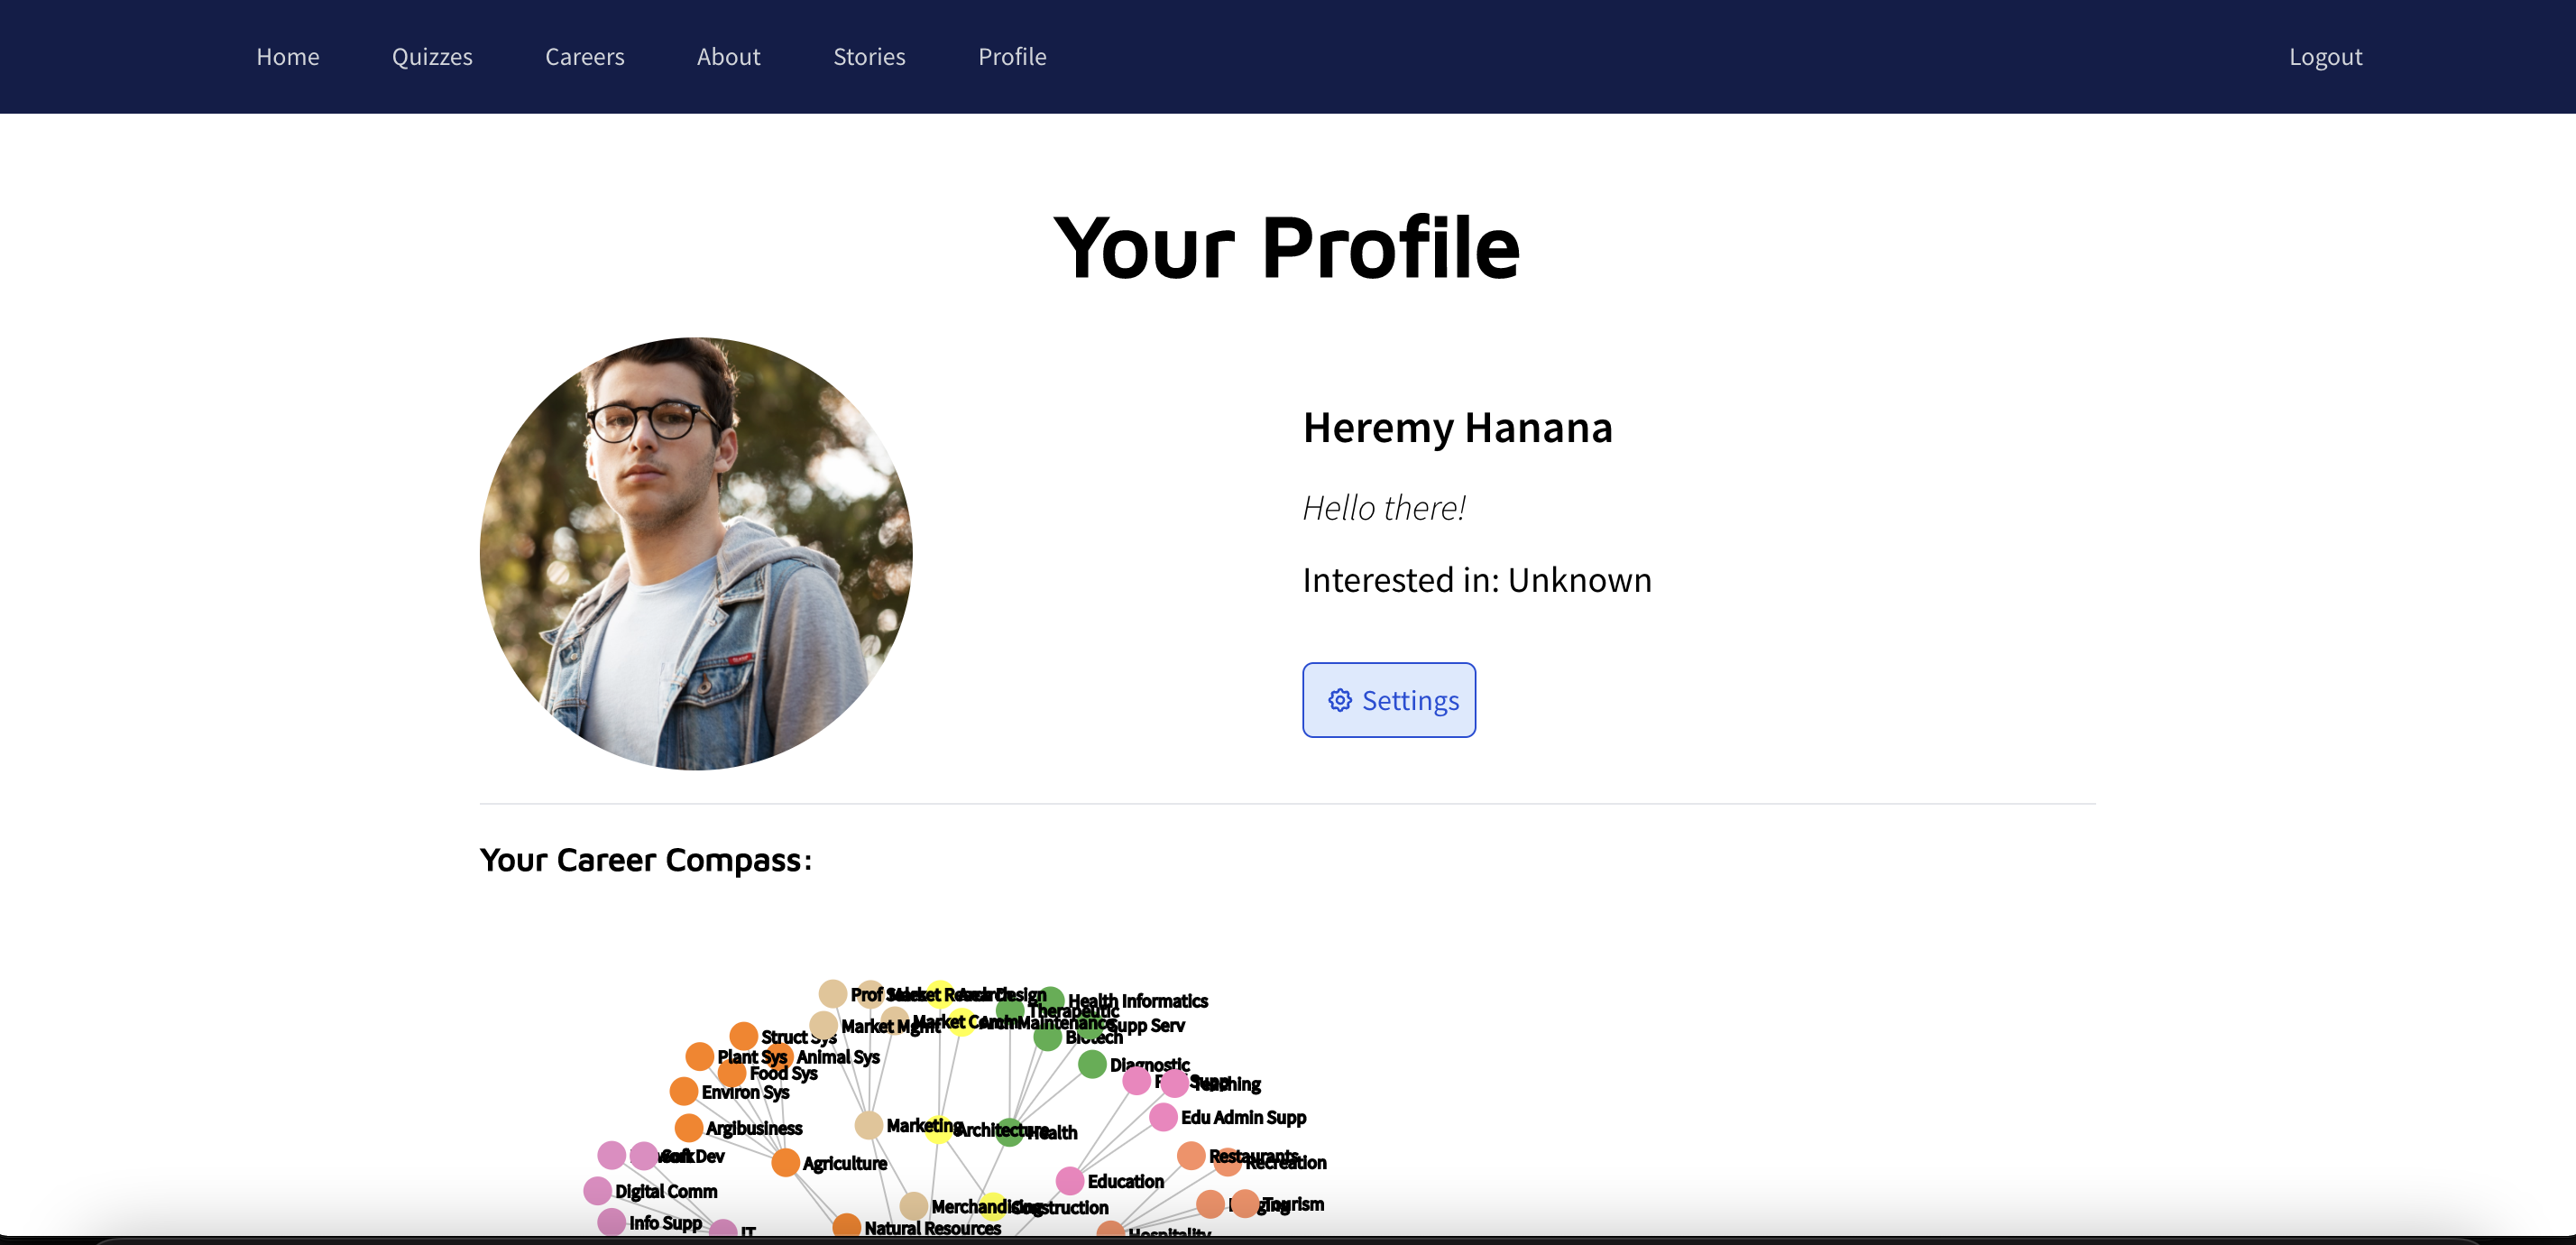 Home Quizzes Careers About Stories Profile Logout
Your Profile
Heremy Hanana
Hello there!
Interested in: Unknown
Settings
Your Career Compass:
Prof Sales
Market Research
Arch Design
Health Informatics
Therapeutic
Market Mgmt
Market Comm
Arch Maintenance
Supp Serv
Struct Sys
Biotech
Plant Sys
Animal Sys
Diagnostic
Food Sys
Supp
Teaching
Environ Sys
Edu Admin Supp
Argibusiness
Marketing
Architecture
Health
Soft Dev
Restaurants
Recreation
Agriculture
Education
Digital Comm
Tourism
Merchandising
Construction
Info Supp
Natural Resources
IT
Hospitality